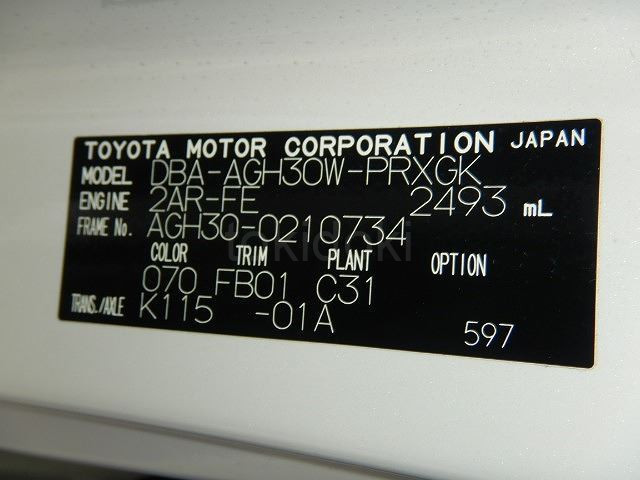 TOYOTA MOTOR CORPORATION JAPAN
MODEL DBA-AGH30W-PRXGK
ENGINE 2AR-FE 2493 mL
FRAME No. AGH30-0210734
COLOR TRIM PLANT OPTION
070 FB01 C31
TRANS./AXLE K115 -01A
597